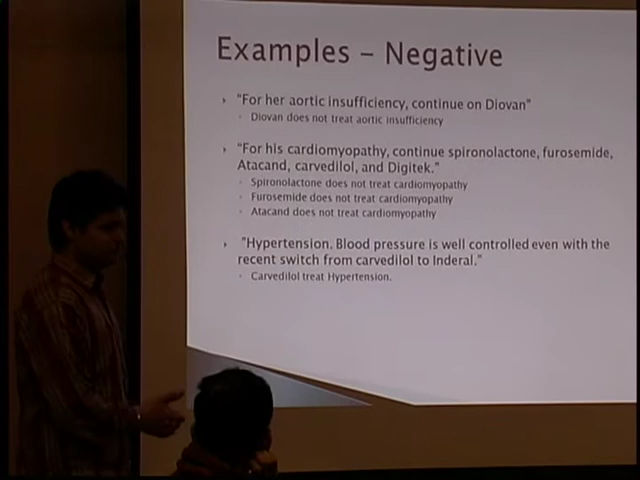 Examples – Negative
"For her aortic insufficiency, continue on Diovan"
Diovan does not treat aortic insufficiency
"For his cardiomyopathy, continue spironolactone, furosemide,
Atacand, carvedilol, and Digitek."
Spironolactone does not treat cardiomyopathy
Furosemide does not treat cardiomyopathy
Atacand does not treat cardiomyopathy
"Hypertension. Blood pressure is well controlled even with the
recent switch from carvedilol to Inderal."
Carvedilol treat Hypertension.